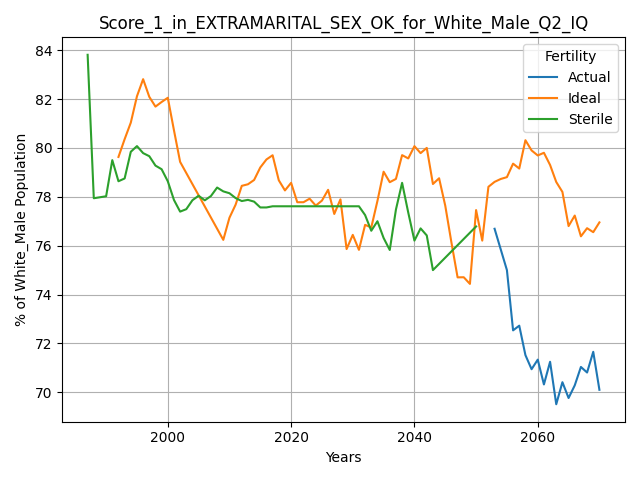 Score_1_in_EXTRAMARITAL_SEX_OK_for_White_Male_Q2_IQ
84
82
80
78
76
74
72
70
% of White_Male Population
Fertility
Actual
Ideal
Sterile
2000
2020
2040
2060
Years